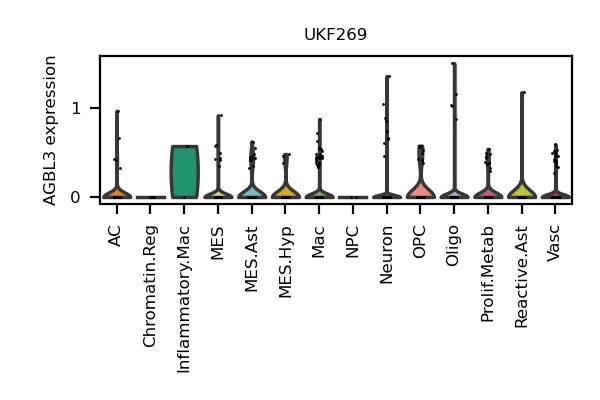 UKF269
AGBL3 expression
1
0
AC
Chromatin.Reg
Inflammatory.Mac
MES
MES.Ast
MES.Hyp
Mac
NPC
Neuron
OPC
Oligo
Prolif.Metab
Reactive.Ast
Vasc